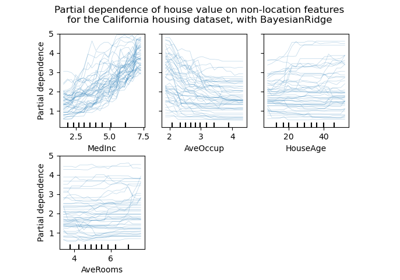 Partial dependence of house value on non-location features
for the California housing dataset, with BayesianRidge
5
4
3
2
1
Partial dependence
2.5 5.0 7.5
MedInc
2 3 4
AveOccup
20 40
HouseAge
5
4
3
2
1
Partial dependence
4 6
AveRooms